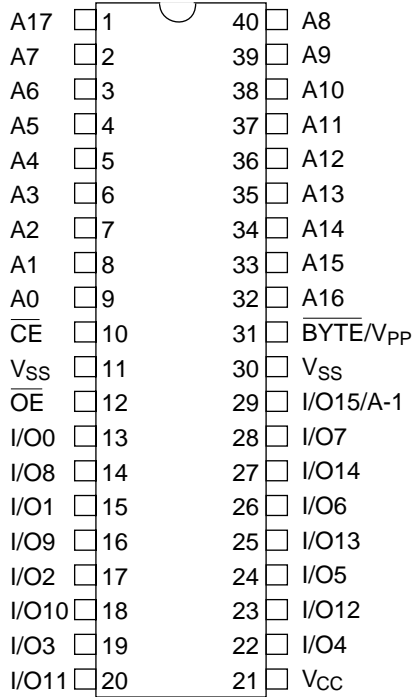 A17 1 40 A8
A7 2 39 A9
A6 3 38 A10
A5 4 37 A11
A4 5 36 A12
A3 6 35 A13
A2 7 34 A14
A1 8 33 A15
A0 9 32 A16
C̅E̅ 10 31 B̅Y̅T̅E̅/VPP
VSS 11 30 VSS
O̅E̅ 12 29 I/O15/A-1
I/O0 13 28 I/O7
I/O8 14 27 I/O14
I/O1 15 26 I/O6
I/O9 16 25 I/O13
I/O2 17 24 I/O5
I/O10 18 23 I/O12
I/O3 19 22 I/O4
I/O11 20 21 VCC